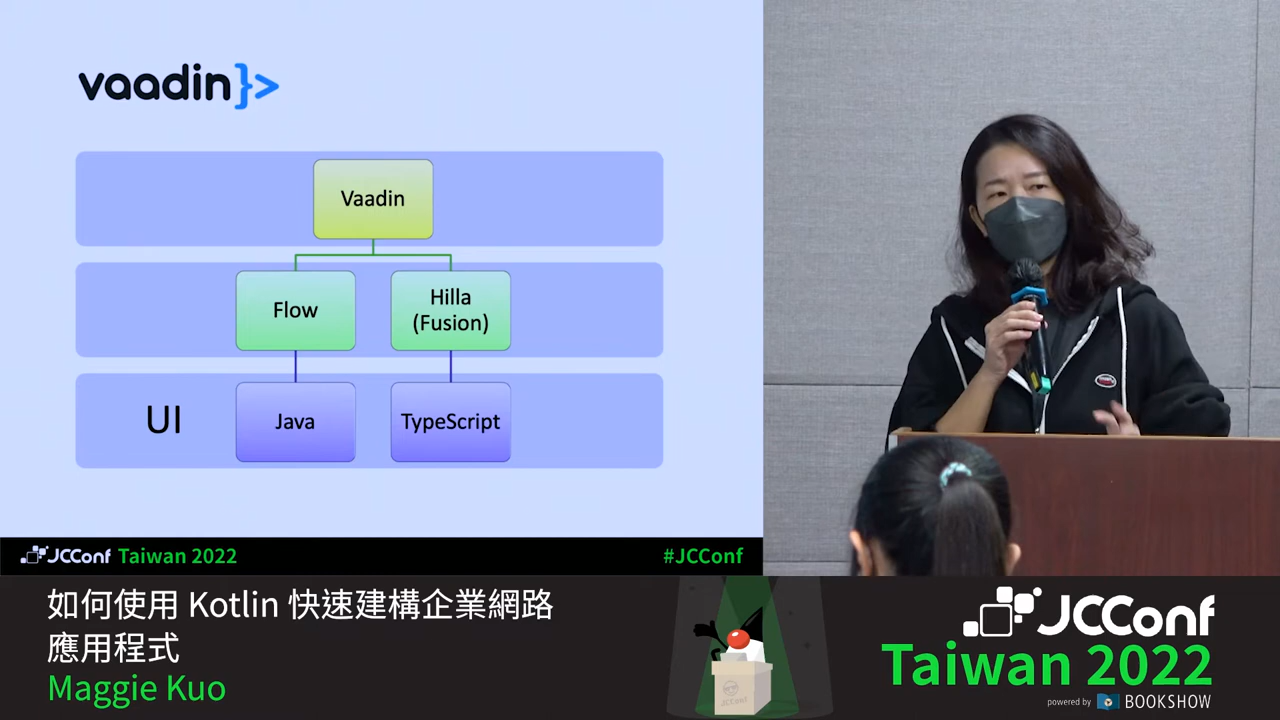 vaadin}>
Vaadin
Flow
Hilla
(Fusion)
UI
Java
TypeScript
JCConf Taiwan 2022
#JCConf
如何使用 Kotlin 快速建構企業網路
應用程式
Maggie Kuo
JCConf
Taiwan 2022
powered by BOOKSHOW